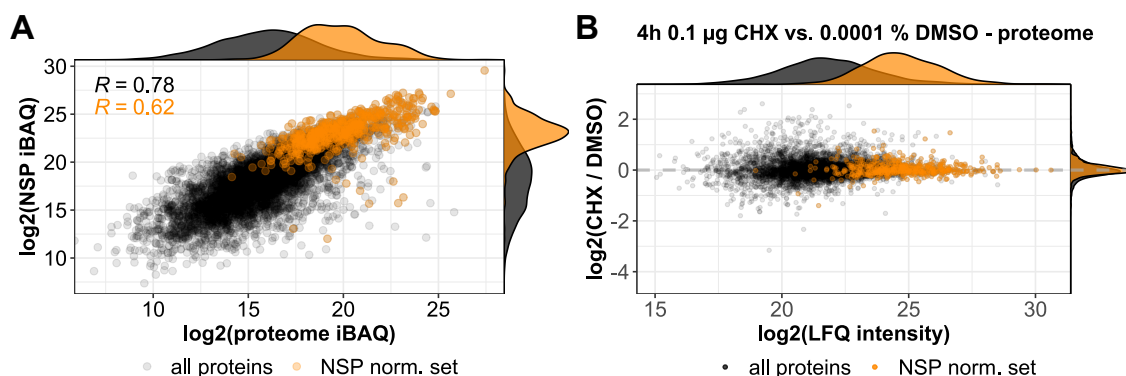 A
R = 0.78
R = 0.62
log2(NSP iBAQ)
30
25
20
15
10
10 15 20 25
log2(proteome iBAQ)
all proteins NSP norm. set
B
4h 0.1 µg CHX vs. 0.0001 % DMSO - proteome
log2(CHX / DMSO)
2
0
-2
-4
15 20 25 30
log2(LFQ intensity)
all proteins NSP norm. set